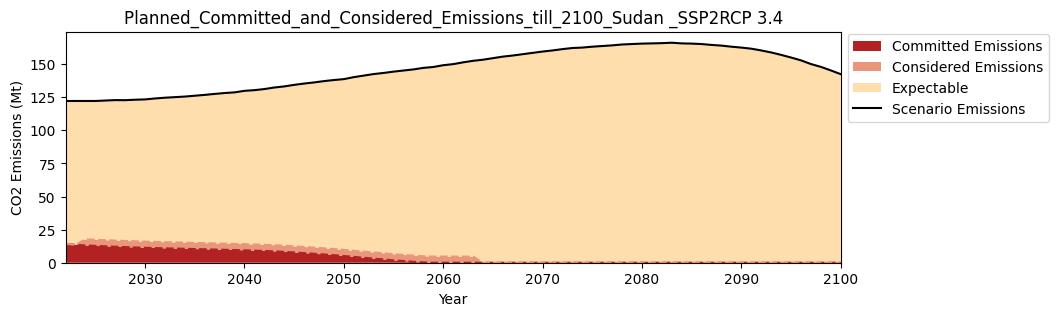 Planned_Committed_and_Considered_Emissions_till_2100_Sudan _SSP2RCP 3.4
Committed Emissions
Considered Emissions
Expectable
Scenario Emissions
CO2 Emissions (Mt)
150
125
100
75
50
25
0
2030 2040 2050 2060 2070 2080 2090 2100
Year